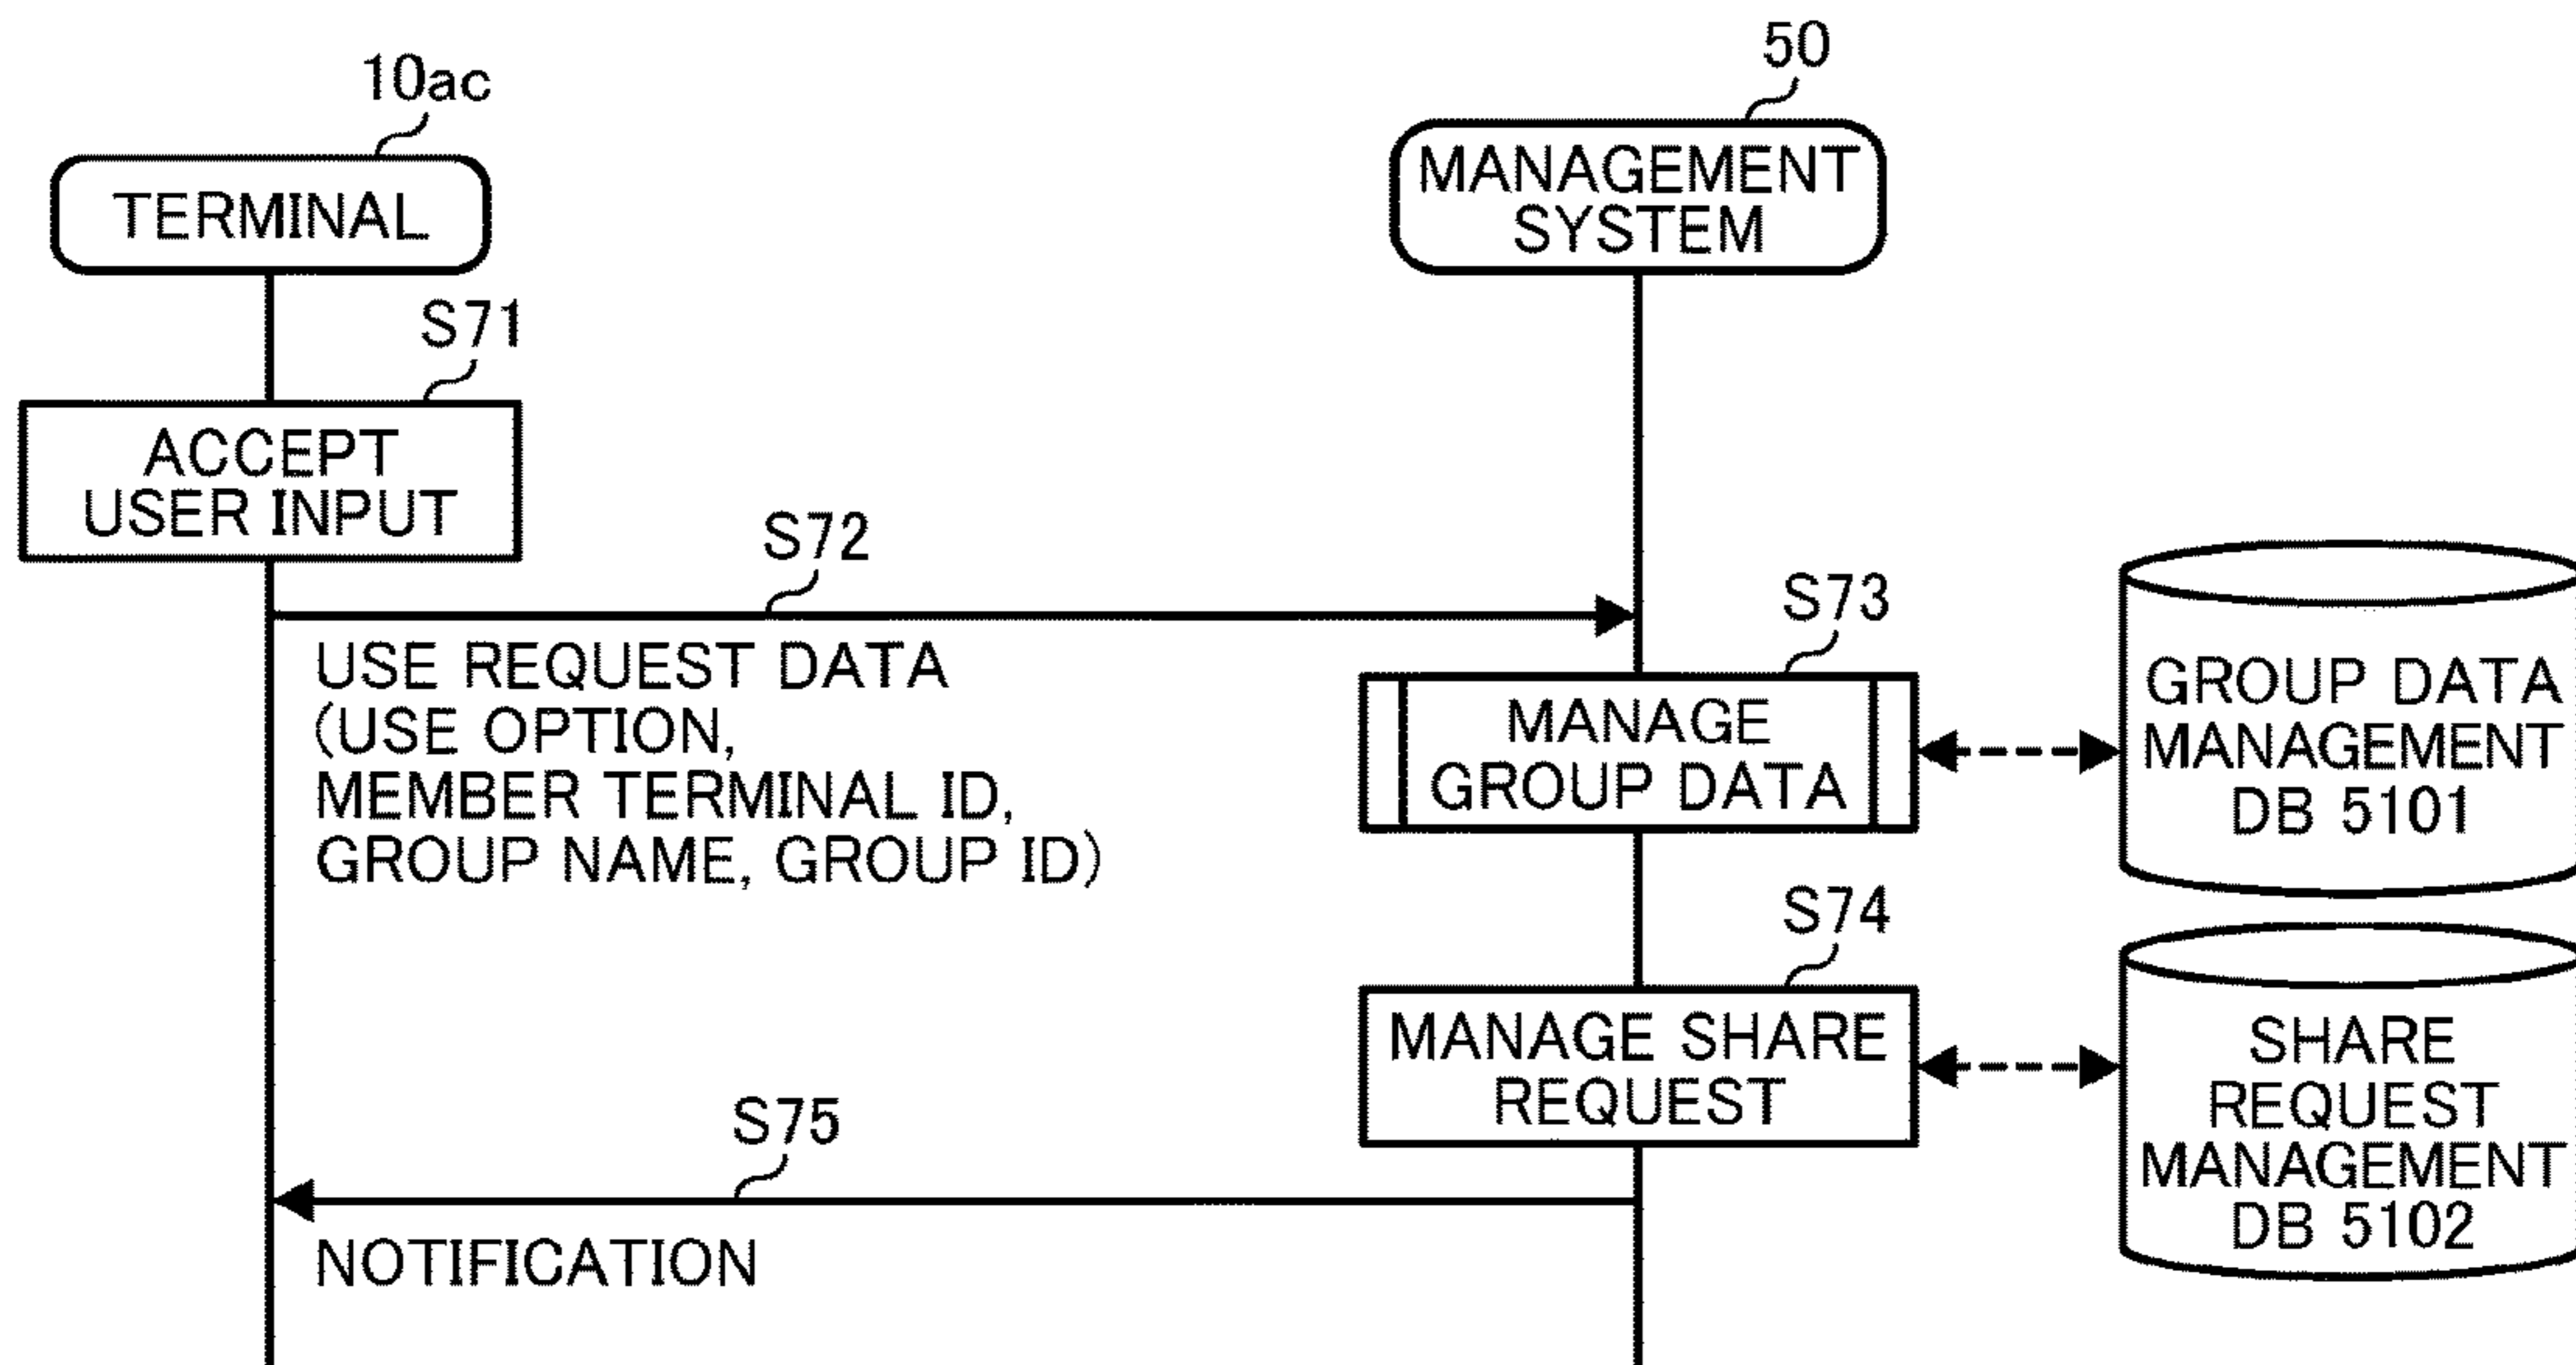 10ac
50
TERMINAL
MANAGEMENT
SYSTEM
S71
ACCEPT
USER INPUT
S72
USE REQUEST DATA
(USE OPTION,
MEMBER TERMINAL ID,
GROUP NAME, GROUP ID)
S73
MANAGE
GROUP DATA
GROUP DATA
MANAGEMENT
DB 5101
S74
MANAGE SHARE
REQUEST
SHARE
REQUEST
MANAGEMENT
DB 5102
S75
NOTIFICATION